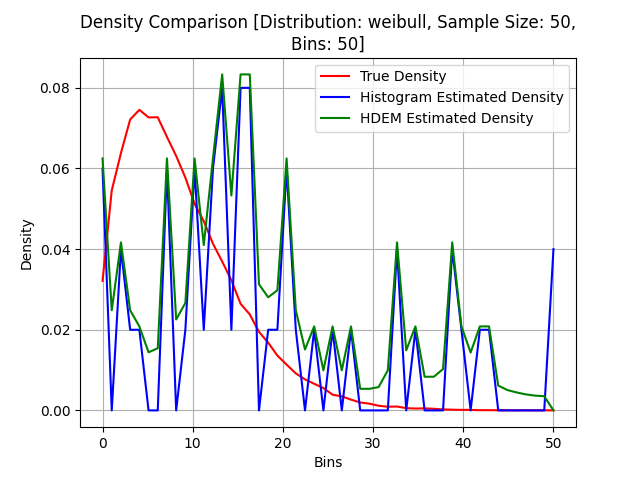 Density Comparison [Distribution: weibull, Sample Size: 50,
Bins: 50]
True Density
Histogram Estimated Density
HDEM Estimated Density
Density
0.08
0.06
0.04
0.02
0.00
0 10 20 30 40 50
Bins